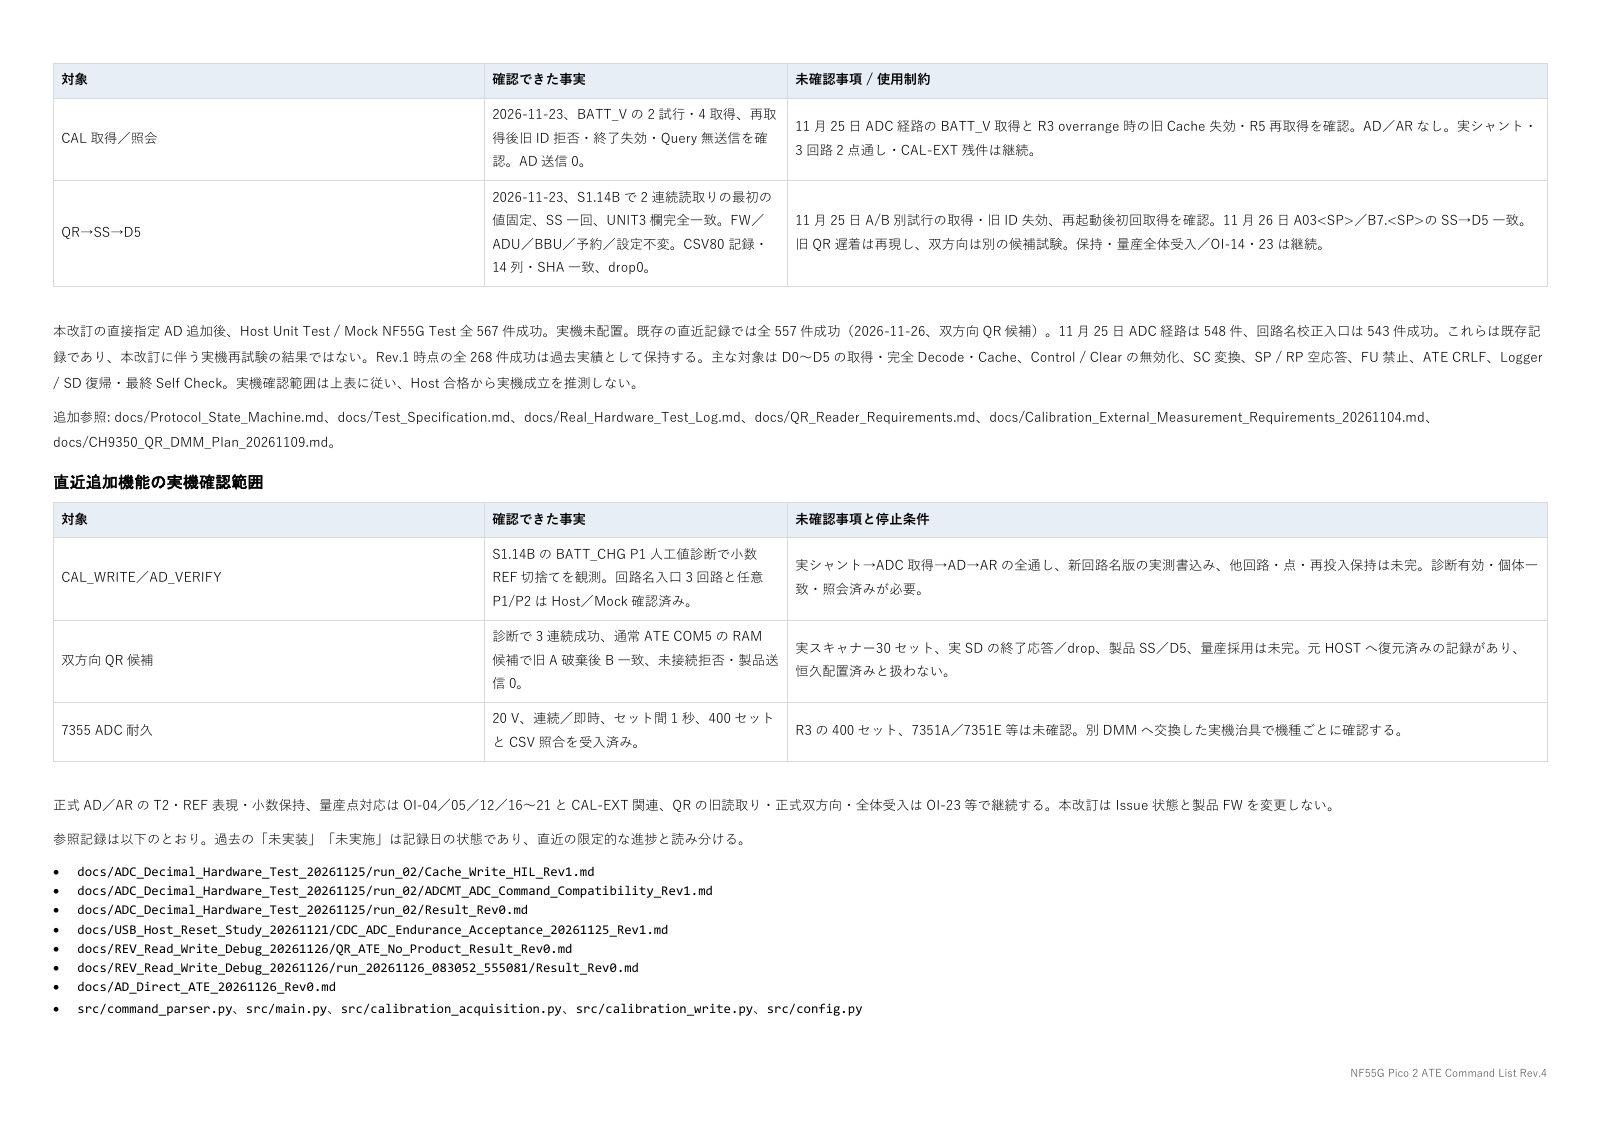 対象
確認できた事実
未確認事項 / 使用制約
CAL 取得／照会
2026-11-23、BATT_V の 2 試行・4 取得、再取
得後旧 ID 拒否・終了失効・Query 無送信を確
認。AD 送信 0。
11 月 25 日 ADC 経路の BATT_V 取得と R3 overrange 時の旧 Cache 失効・R5 再取得を確認。AD／AR なし。実シャント・
3 回路 2 点通し・CAL-EXT 残件は継続。
QR→SS→D5
2026-11-23、S1.14B で 2 連続読取りの最初の
値固定、SS 一回、UNIT3 欄完全一致。FW／
ADU／BBU／予約／設定不変。CSV80 記録・
14 列・SHA 一致、drop0。
11 月 25 日 A/B 別試行の取得・旧 ID 失効、再起動後初回取得を確認。11 月 26 日 A03<SP>／B7.<SP>の SS→D5 一致。
旧 QR 遅着は再現し、双方向は別の候補試験。保持・量産全体受入／OI-14・23 は継続。
本改訂の直接指定 AD 追加後、Host Unit Test / Mock NF55G Test 全 567 件成功。実機未配置。既存の直近記録では全 557 件成功（2026-11-26、双方向 QR 候補）。11 月 25 日 ADC 経路は 548 件、回路名校正入口は 543 件成功。これらは既存記
録であり、本改訂に伴う実機再試験の結果ではない。Rev.1 時点の全 268 件成功は過去実績として保持する。主な対象は D0～D5 の取得・完全 Decode・Cache、Control / Clear の無効化、SC 変換、SP / RP 空応答、FU 禁止、ATE CRLF、Logger
/ SD 復帰・最終 Self Check。実機確認範囲は上表に従い、Host 合格から実機成立を推測しない。
追加参照: docs/Protocol_State_Machine.md、docs/Test_Specification.md、docs/Real_Hardware_Test_Log.md、docs/QR_Reader_Requirements.md、docs/Calibration_External_Measurement_Requirements_20261104.md、
docs/CH9350_QR_DMM_Plan_20261109.md。
直近追加機能の実機確認範囲
対象
確認できた事実
未確認事項と停止条件
CAL_WRITE／AD_VERIFY
S1.14B の BATT_CHG P1 人工値診断で小数
REF 切捨てを観測。回路名入口 3 回路と任意
P1/P2 は Host／Mock 確認済み。
実シャント→ADC 取得→AD→AR の全通し、新回路名版の実測書込み、他回路・点・再投入保持は未完。診断有効・個体一
致・照会済みが必要。
双方向 QR 候補
診断で 3 連続成功、通常 ATE COM5 の RAM
候補で旧 A 破棄後 B 一致、未接続拒否・製品送
信 0。
実スキャナー30 セット、実 SD の終了応答／drop、製品 SS／D5、量産採用は未完。元 HOST へ復元済みの記録があり、
恒久配置済みと扱わない。
7355 ADC 耐久
20 V、連続／即時、セット間 1 秒、400 セット
と CSV 照合を受入済み。
R3 の 400 セット、7351A／7351E 等は未確認。別 DMM へ交換した実機治具で機種ごとに確認する。
正式 AD／AR の T2・REF 表現・小数保持、量産点対応は OI-04／05／12／16～21 と CAL-EXT 関連、QR の旧読取り・正式双方向・全体受入は OI-23 等で継続する。本改訂は Issue 状態と製品 FW を変更しない。
参照記録は以下のとおり。過去の「未実装」「未実施」は記録日の状態であり、直近の限定的な進捗と読み分ける。
• docs/ADC_Decimal_Hardware_Test_20261125/run_02/Cache_Write_HIL_Rev1.md
• docs/ADC_Decimal_Hardware_Test_20261125/run_02/ADCMT_ADC_Command_Compatibility_Rev1.md
• docs/ADC_Decimal_Hardware_Test_20261125/run_02/Result_Rev0.md
• docs/USB_Host_Reset_Study_20261121/CDC_ADC_Endurance_Acceptance_20261125_Rev1.md
• docs/REV_Read_Write_Debug_20261126/QR_ATE_No_Product_Result_Rev0.md
• docs/REV_Read_Write_Debug_20261126/run_20261126_083052_555081/Result_Rev0.md
• docs/AD_Direct_ATE_20261126_Rev0.md
• src/command_parser.py、src/main.py、src/calibration_acquisition.py、src/calibration_write.py、src/config.py
NF55G Pico 2 ATE Command List Rev.4